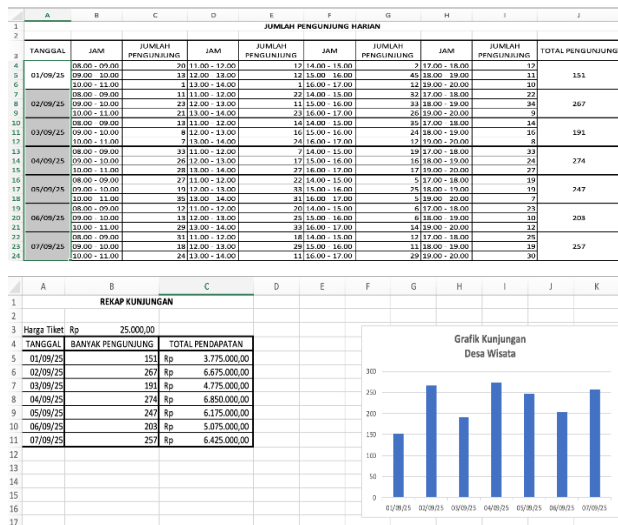 A B C D E F G H I J
1 JUMLAH PENGUNJUNG HARIAN
2
3 TANGGAL JAM JUMLAH PENGUNJUNG JAM JUMLAH PENGUNJUNG JAM JUMLAH PENGUNJUNG JAM JUMLAH PENGUNJUNG TOTAL PENGUNJUNG
4 08.00 - 09.00 20 11.00 - 12.00 12 14.00 - 15.00 2 17.00 - 18.00 12
5 01/09/25 09.00 - 10.00 13 12.00 - 13.00 12 15.00 - 16.00 45 18.00 - 19.00 11 151
6 10.00 - 11.00 1 13.00 - 14.00 1 16.00 - 17.00 12 19.00 - 20.00 10
7 08.00 - 09.00 11 11.00 - 12.00 22 14.00 - 15.00 32 17.00 - 18.00 22
8 02/09/25 09.00 - 10.00 23 12.00 - 13.00 11 15.00 - 16.00 33 18.00 - 19.00 34 267
9 10.00 - 11.00 21 13.00 - 14.00 23 16.00 - 17.00 26 19.00 - 20.00 9
10 08.00 - 09.00 13 11.00 - 12.00 14 14.00 - 15.00 35 17.00 - 18.00 14
11 03/09/25 09.00 - 10.00 8 12.00 - 13.00 16 15.00 - 16.00 24 18.00 - 19.00 16 191
12 10.00 - 11.00 7 13.00 - 14.00 24 16.00 - 17.00 12 19.00 - 20.00 8
13 08.00 - 09.00 33 11.00 - 12.00 7 14.00 - 15.00 19 17.00 - 18.00 33
14 04/09/25 09.00 - 10.00 26 12.00 - 13.00 17 15.00 - 16.00 16 18.00 - 19.00 24 274
15 10.00 - 11.00 28 13.00 - 14.00 27 16.00 - 17.00 17 19.00 - 20.00 27
16 08.00 - 09.00 27 11.00 - 12.00 22 14.00 - 15.00 5 17.00 - 18.00 19
17 05/09/25 09.00 - 10.00 19 12.00 - 13.00 33 15.00 - 16.00 25 18.00 - 19.00 19 247
18 10.00 - 11.00 35 13.00 - 14.00 31 16.00 - 17.00 5 19.00 - 20.00 7
19 08.00 - 09.00 12 11.00 - 12.00 20 14.00 - 15.00 6 17.00 - 18.00 23
20 06/09/25 09.00 - 10.00 13 12.00 - 13.00 25 15.00 - 16.00 6 18.00 - 19.00 10 203
21 10.00 - 11.00 29 13.00 - 14.00 33 16.00 - 17.00 14 19.00 - 20.00 12
22 08.00 - 09.00 31 11.00 - 12.00 18 14.00 - 15.00 12 17.00 - 18.00 25
23 07/09/25 09.00 - 10.00 18 12.00 - 13.00 29 15.00 - 16.00 11 18.00 - 19.00 19 257
24 10.00 - 11.00 24 13.00 - 14.00 11 16.00 - 17.00 29 19.00 - 20.00 30
A B C D E F G H I J K
1 REKAP KUNJUNGAN
2
3 Harga Tiket Rp 25.000,00
4 TANGGAL BANYAK PENGUNJUNG TOTAL PENDAPATAN
5 01/09/25 151 Rp 3.775.000,00
6 02/09/25 267 Rp 6.675.000,00
7 03/09/25 191 Rp 4.775.000,00
8 04/09/25 274 Rp 6.850.000,00
9 05/09/25 247 Rp 6.175.000,00
10 06/09/25 203 Rp 5.075.000,00
11 07/09/25 257 Rp 6.425.000,00
12
13
14
15
16
17
Grafik Kunjungan
Desa Wisata
300
250
200
150
100
50
0
01/09/25 02/09/25 03/09/25 04/09/25 05/09/25 06/09/25 07/09/25